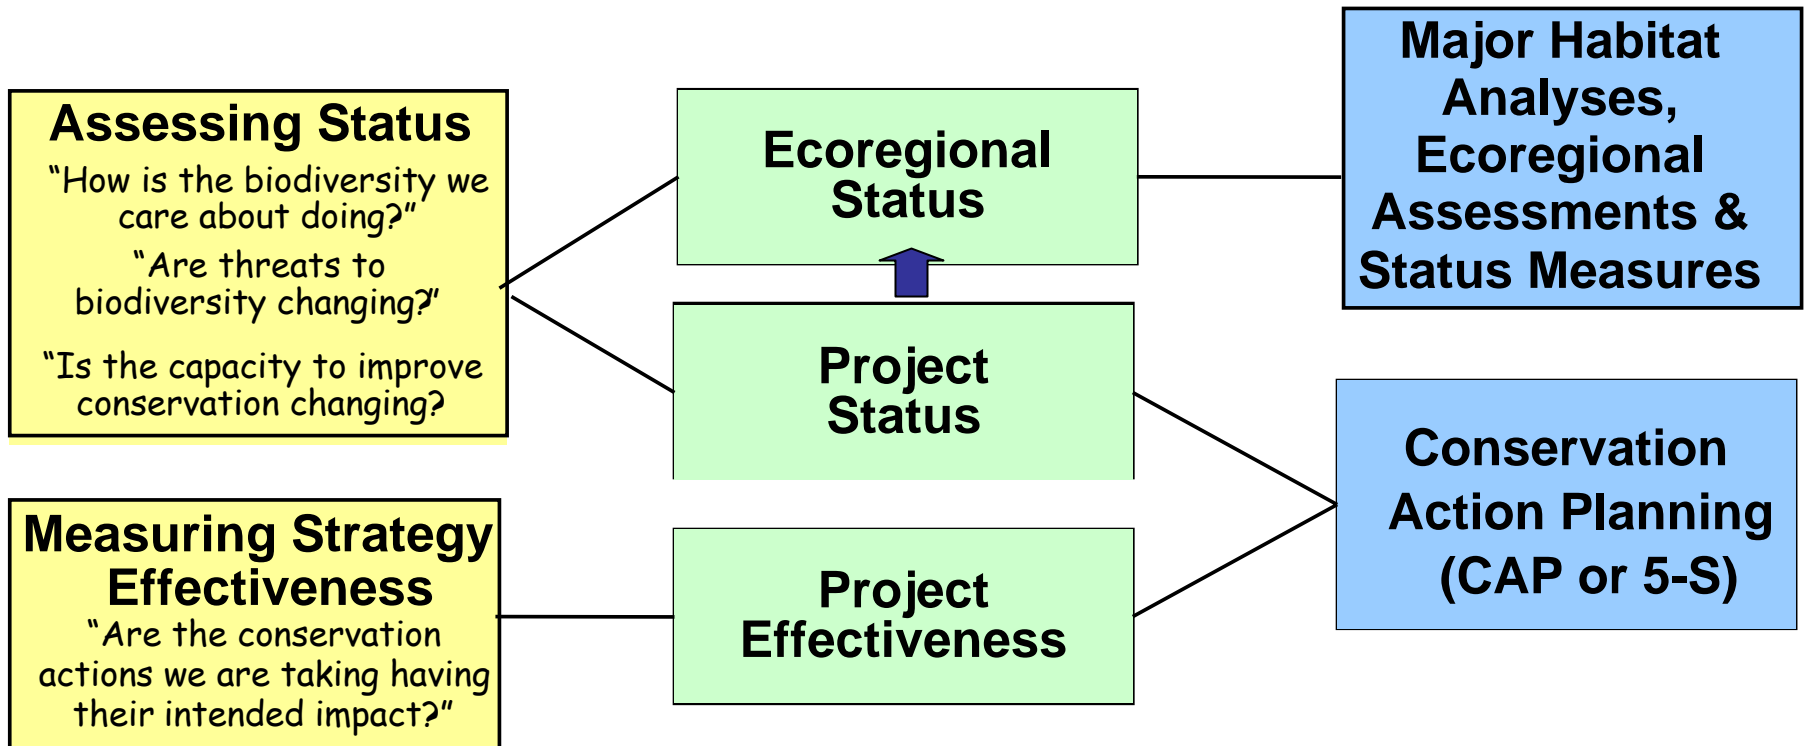 Assessing Status
“How is the biodiversity we
care about doing?”
“Are threats to
biodiversity changing?”
“Is the capacity to improve
conservation changing?
Measuring Strategy
Effectiveness
“Are the conservation
actions we are taking having
their intended impact?”
Ecoregional
Status
Project
Status
Project
Effectiveness
Major Habitat
Analyses,
Ecoregional
Assessments &
Status Measures
Conservation
Action Planning
(CAP or 5-S)